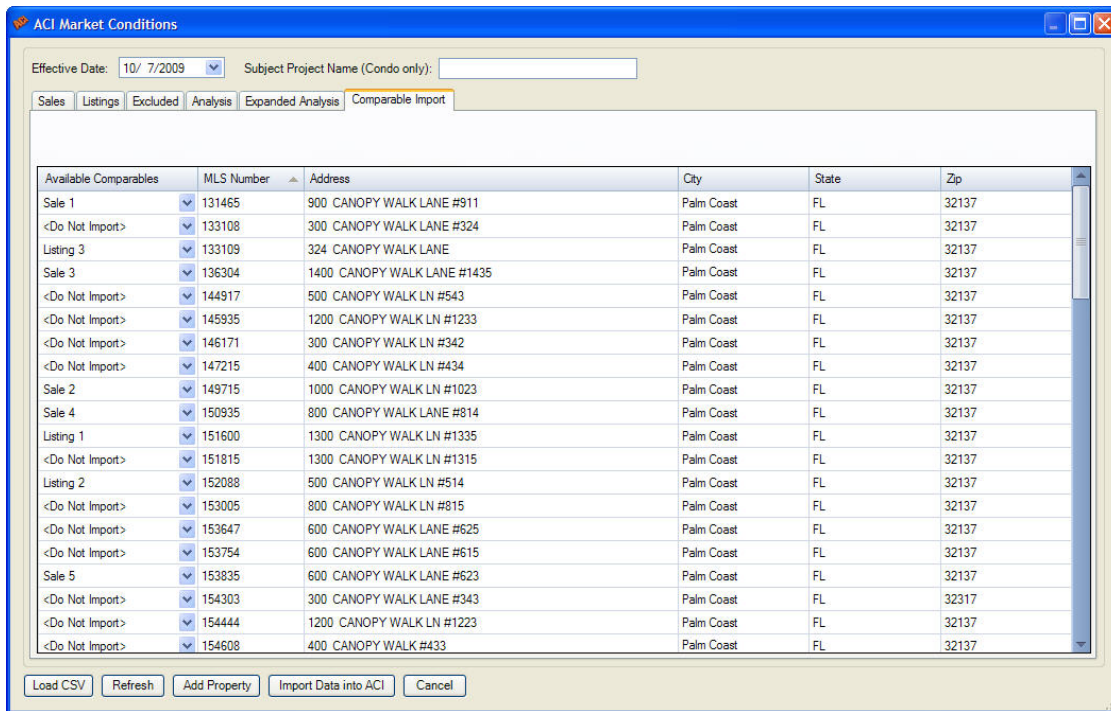 ACI Market Conditions
Effective Date: 10/ 7/2009 Subject Project Name (Condo only):
Sales Listings Excluded Analysis Expanded Analysis Comparable Import
Available Comparables MLS Number Address City State Zip
Sale 1 131465 900 CANOPY WALK LANE #911 Palm Coast FL 32137
<Do Not Import> 133108 300 CANOPY WALK LANE #324 Palm Coast FL 32137
Listing 3 133109 324 CANOPY WALK LANE Palm Coast FL 32137
Sale 3 136304 1400 CANOPY WALK LANE #1435 Palm Coast FL 32137
<Do Not Import> 144917 500 CANOPY WALK LN #543 Palm Coast FL 32137
<Do Not Import> 145935 1200 CANOPY WALK LN #1233 Palm Coast FL 32137
<Do Not Import> 146171 300 CANOPY WALK LN #342 Palm Coast FL 32137
<Do Not Import> 147215 400 CANOPY WALK LN #434 Palm Coast FL 32137
Sale 2 149715 1000 CANOPY WALK LN #1023 Palm Coast FL 32137
Sale 4 150935 800 CANOPY WALK LANE #814 Palm Coast FL 32137
Listing 1 151600 1300 CANOPY WALK LN #1335 Palm Coast FL 32137
<Do Not Import> 151815 1300 CANOPY WALK LN #1315 Palm Coast FL 32137
Listing 2 152088 500 CANOPY WALK LN #514 Palm Coast FL 32137
<Do Not Import> 153005 800 CANOPY WALK LN #815 Palm Coast FL 32137
<Do Not Import> 153647 600 CANOPY WALK LANE #625 Palm Coast FL 32137
<Do Not Import> 153754 600 CANOPY WALK LANE #615 Palm Coast FL 32137
Sale 5 153835 600 CANOPY WALK LANE #623 Palm Coast FL 32137
<Do Not Import> 154303 300 CANOPY WALK LANE #343 Palm Coast FL 32317
<Do Not Import> 154444 1200 CANOPY WALK LN #1223 Palm Coast FL 32137
<Do Not Import> 154608 400 CANOPY WALK #433 Palm Coast FL 32137
Load CSV Refresh Add Property Import Data into ACI Cancel